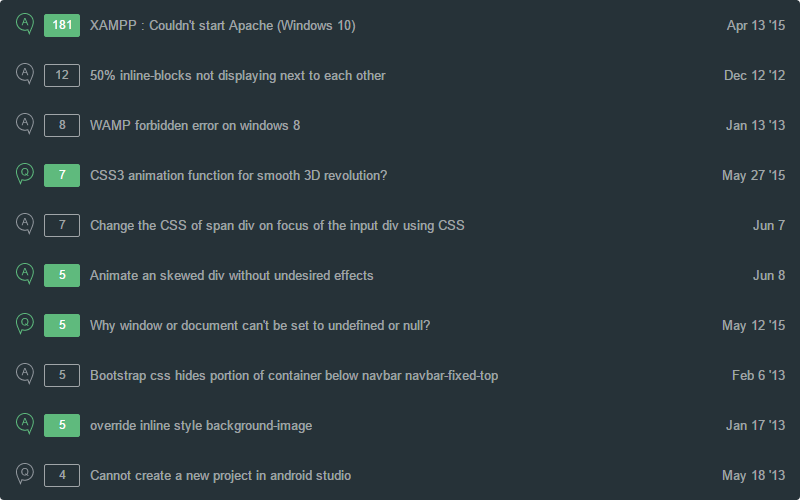 A 181 XAMPP : Couldn't start Apache (Windows 10) Apr 13 '15
A 12 50% inline-blocks not displaying next to each other Dec 12 '12
A 8 WAMP forbidden error on windows 8 Jan 13 '13
Q 7 CSS3 animation function for smooth 3D revolution? May 27 '15
A 7 Change the CSS of span div on focus of the input div using CSS Jun 7
A 5 Animate an skewed div without undesired effects Jun 8
Q 5 Why window or document can't be set to undefined or null? May 12 '15
A 5 Bootstrap css hides portion of container below navbar navbar-fixed-top Feb 6 '13
A 5 override inline style background-image Jan 17 '13
Q 4 Cannot create a new project in android studio May 18 '13